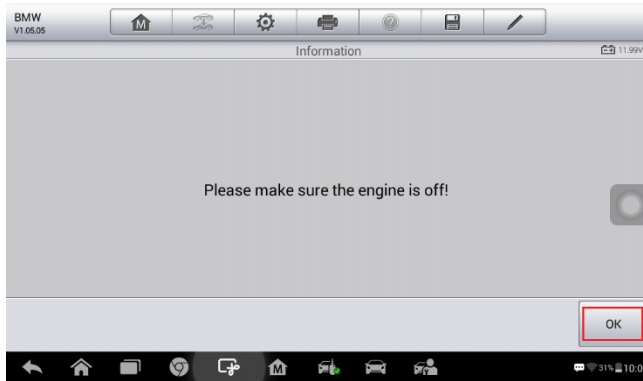 BMW
V1.05.05
M
?
Information
11.99V
Please make sure the engine is off!
OK
M
31%
10:0